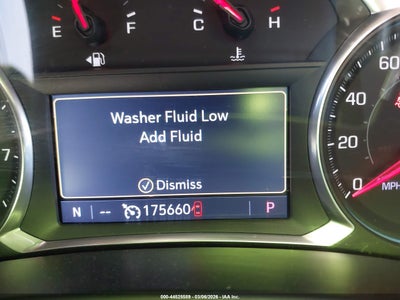 E F C H
Washer Fluid Low
Add Fluid
Dismiss
N -- 175660 P
7
60
40
20
0
MPH
000-44528589 - 03/06/2026 - IAA Inc.